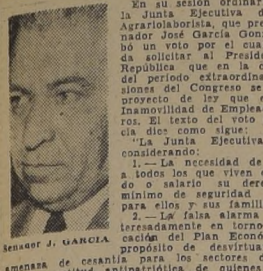 En su sesión ordinar
la Junta Ejecutiva d
Agrariolaborista, que pre
nador José García Gon
bó un voto por el cua
da solicitar al Presid
República que en la c
del período extraordina
siones del Congreso se
proyecto de ley que e
Inamovilidad de Emplea
ros. El texto del voto
cia dice como sigue:
"La Junta Ejecutiva
considerando:
1.— La necesidad de
a todos los que viven d
do o salario su dere
mínimo de seguridad
para ellos y sus famili
2.— La falsa alarma
teresadamente en torno
cación del Plan Econó
propósito de desvirtua
Senador J. GARCIA
amenaza de cesantía para los sectores d
antipatriótica de quienes